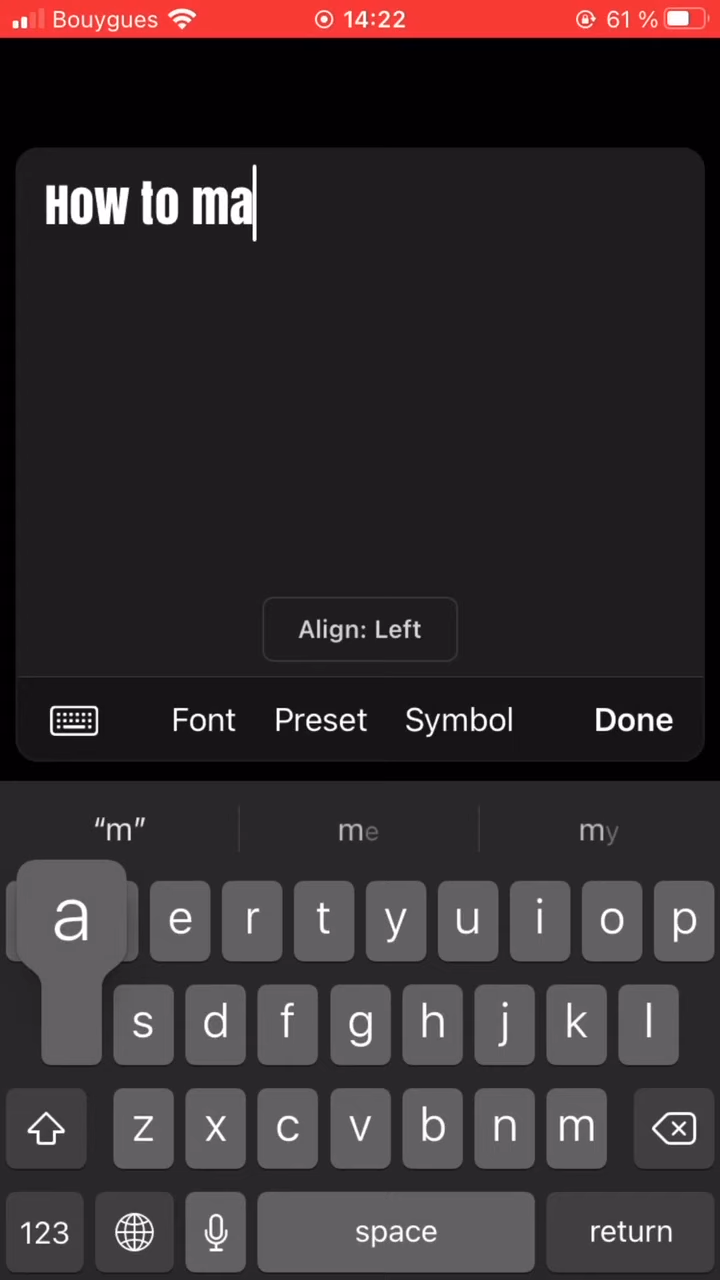 Bouygues 14:22 61 %
How to ma
Align: Left
Font Preset Symbol Done
“m” me my
a e r t y u i o p
s d f g h j k l
z x c v b n m
123 space return